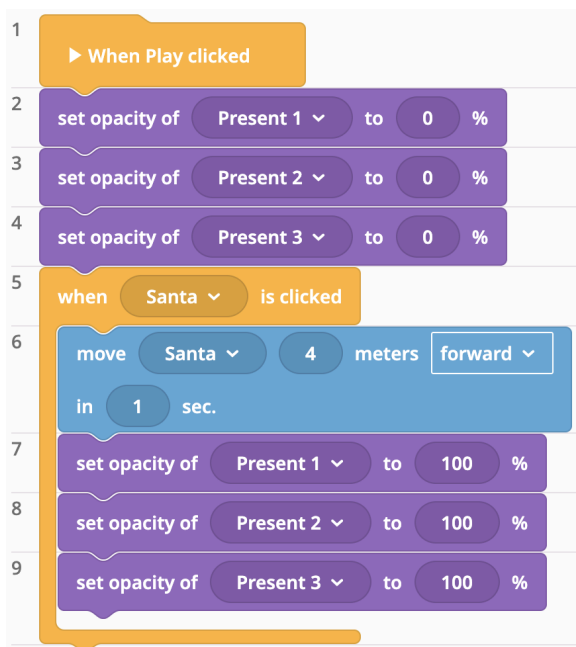 1
When Play clicked
2
set opacity of Present 1 to 0 %
3
set opacity of Present 2 to 0 %
4
set opacity of Present 3 to 0 %
5
when Santa is clicked
6
move Santa 4 meters forward
in 1 sec.
7
set opacity of Present 1 to 100 %
8
set opacity of Present 2 to 100 %
9
set opacity of Present 3 to 100 %